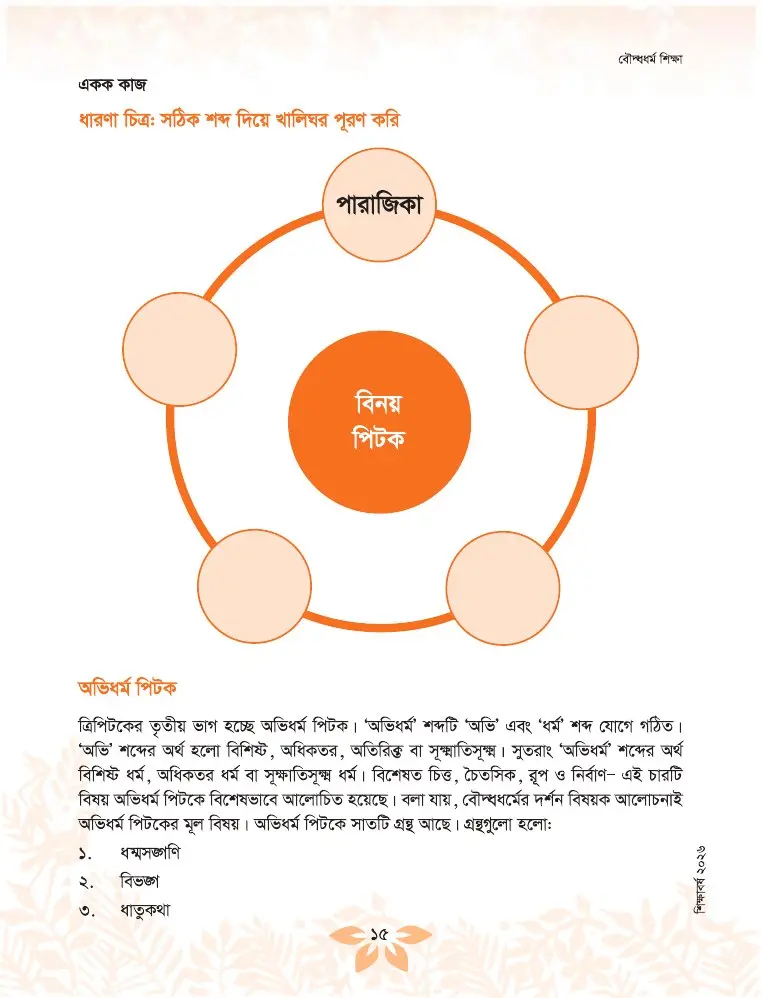 বৌদ্ধধর্ম শিক্ষা
একক কাজ
ধারণা চিত্র: সঠিক শব্দ দিয়ে খালিঘর পূরণ করি
পারাজিকা
বিনয়
পিটক
অভিধর্ম পিটক
ত্রিপিটকের তৃতীয় ভাগ হচ্ছে অভিধর্ম পিটক। ‘অভিধর্ম’ শব্দটি ‘অভি’ এবং ‘ধর্ম’ শব্দ যোগে গঠিত।
‘অভি’ শব্দের অর্থ হলো বিশিষ্ট, অধিকতর, অতিরিক্ত বা সূক্ষ্মাতিসূক্ষ্ম। সুতরাং ‘অভিধর্ম’ শব্দের অর্থ
বিশিষ্ট ধর্ম, অধিকতর ধর্ম বা সূক্ষাতিসূক্ষ্ম ধর্ম। বিশেষত চিত্ত, চৈতসিক, রূপ ও নির্বাণ– এই চারটি
বিষয় অভিধর্ম পিটকে বিশেষভাবে আলোচিত হয়েছে। বলা যায়, বৌদ্ধধর্মের দর্শন বিষয়ক আলোচনাই
অভিধর্ম পিটকের মূল বিষয়। অভিধর্ম পিটকে সাতটি গ্রন্থ আছে। গ্রন্থগুলো হলো:
১. ধম্মসঙ্গণি
২. বিভঙ্গ
৩. ধাতুকথা
শিক্ষাবর্ষ ২০২৬
১৫